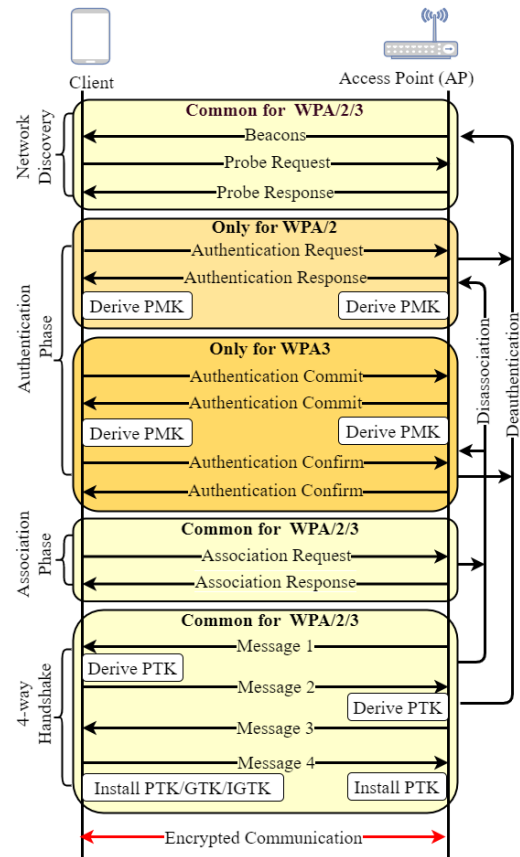 Client
Access Point (AP)
Network
Discovery
Common for WPA/2/3
Beacons
Probe Request
Probe Response
Authentication
Phase
Only for WPA/2
Authentication Request
Authentication Response
Derive PMK
Derive PMK
Only for WPA3
Authentication Commit
Authentication Commit
Derive PMK
Derive PMK
Authentication Confirm
Authentication Confirm
Association
Phase
Common for WPA/2/3
Association Request
Association Response
4-way
Handshake
Common for WPA/2/3
Message 1
Derive PTK
Message 2
Derive PTK
Message 3
Message 4
Install PTK/GTK/IGTK
Install PTK
Encrypted Communication
Disassociation
Deauthentication